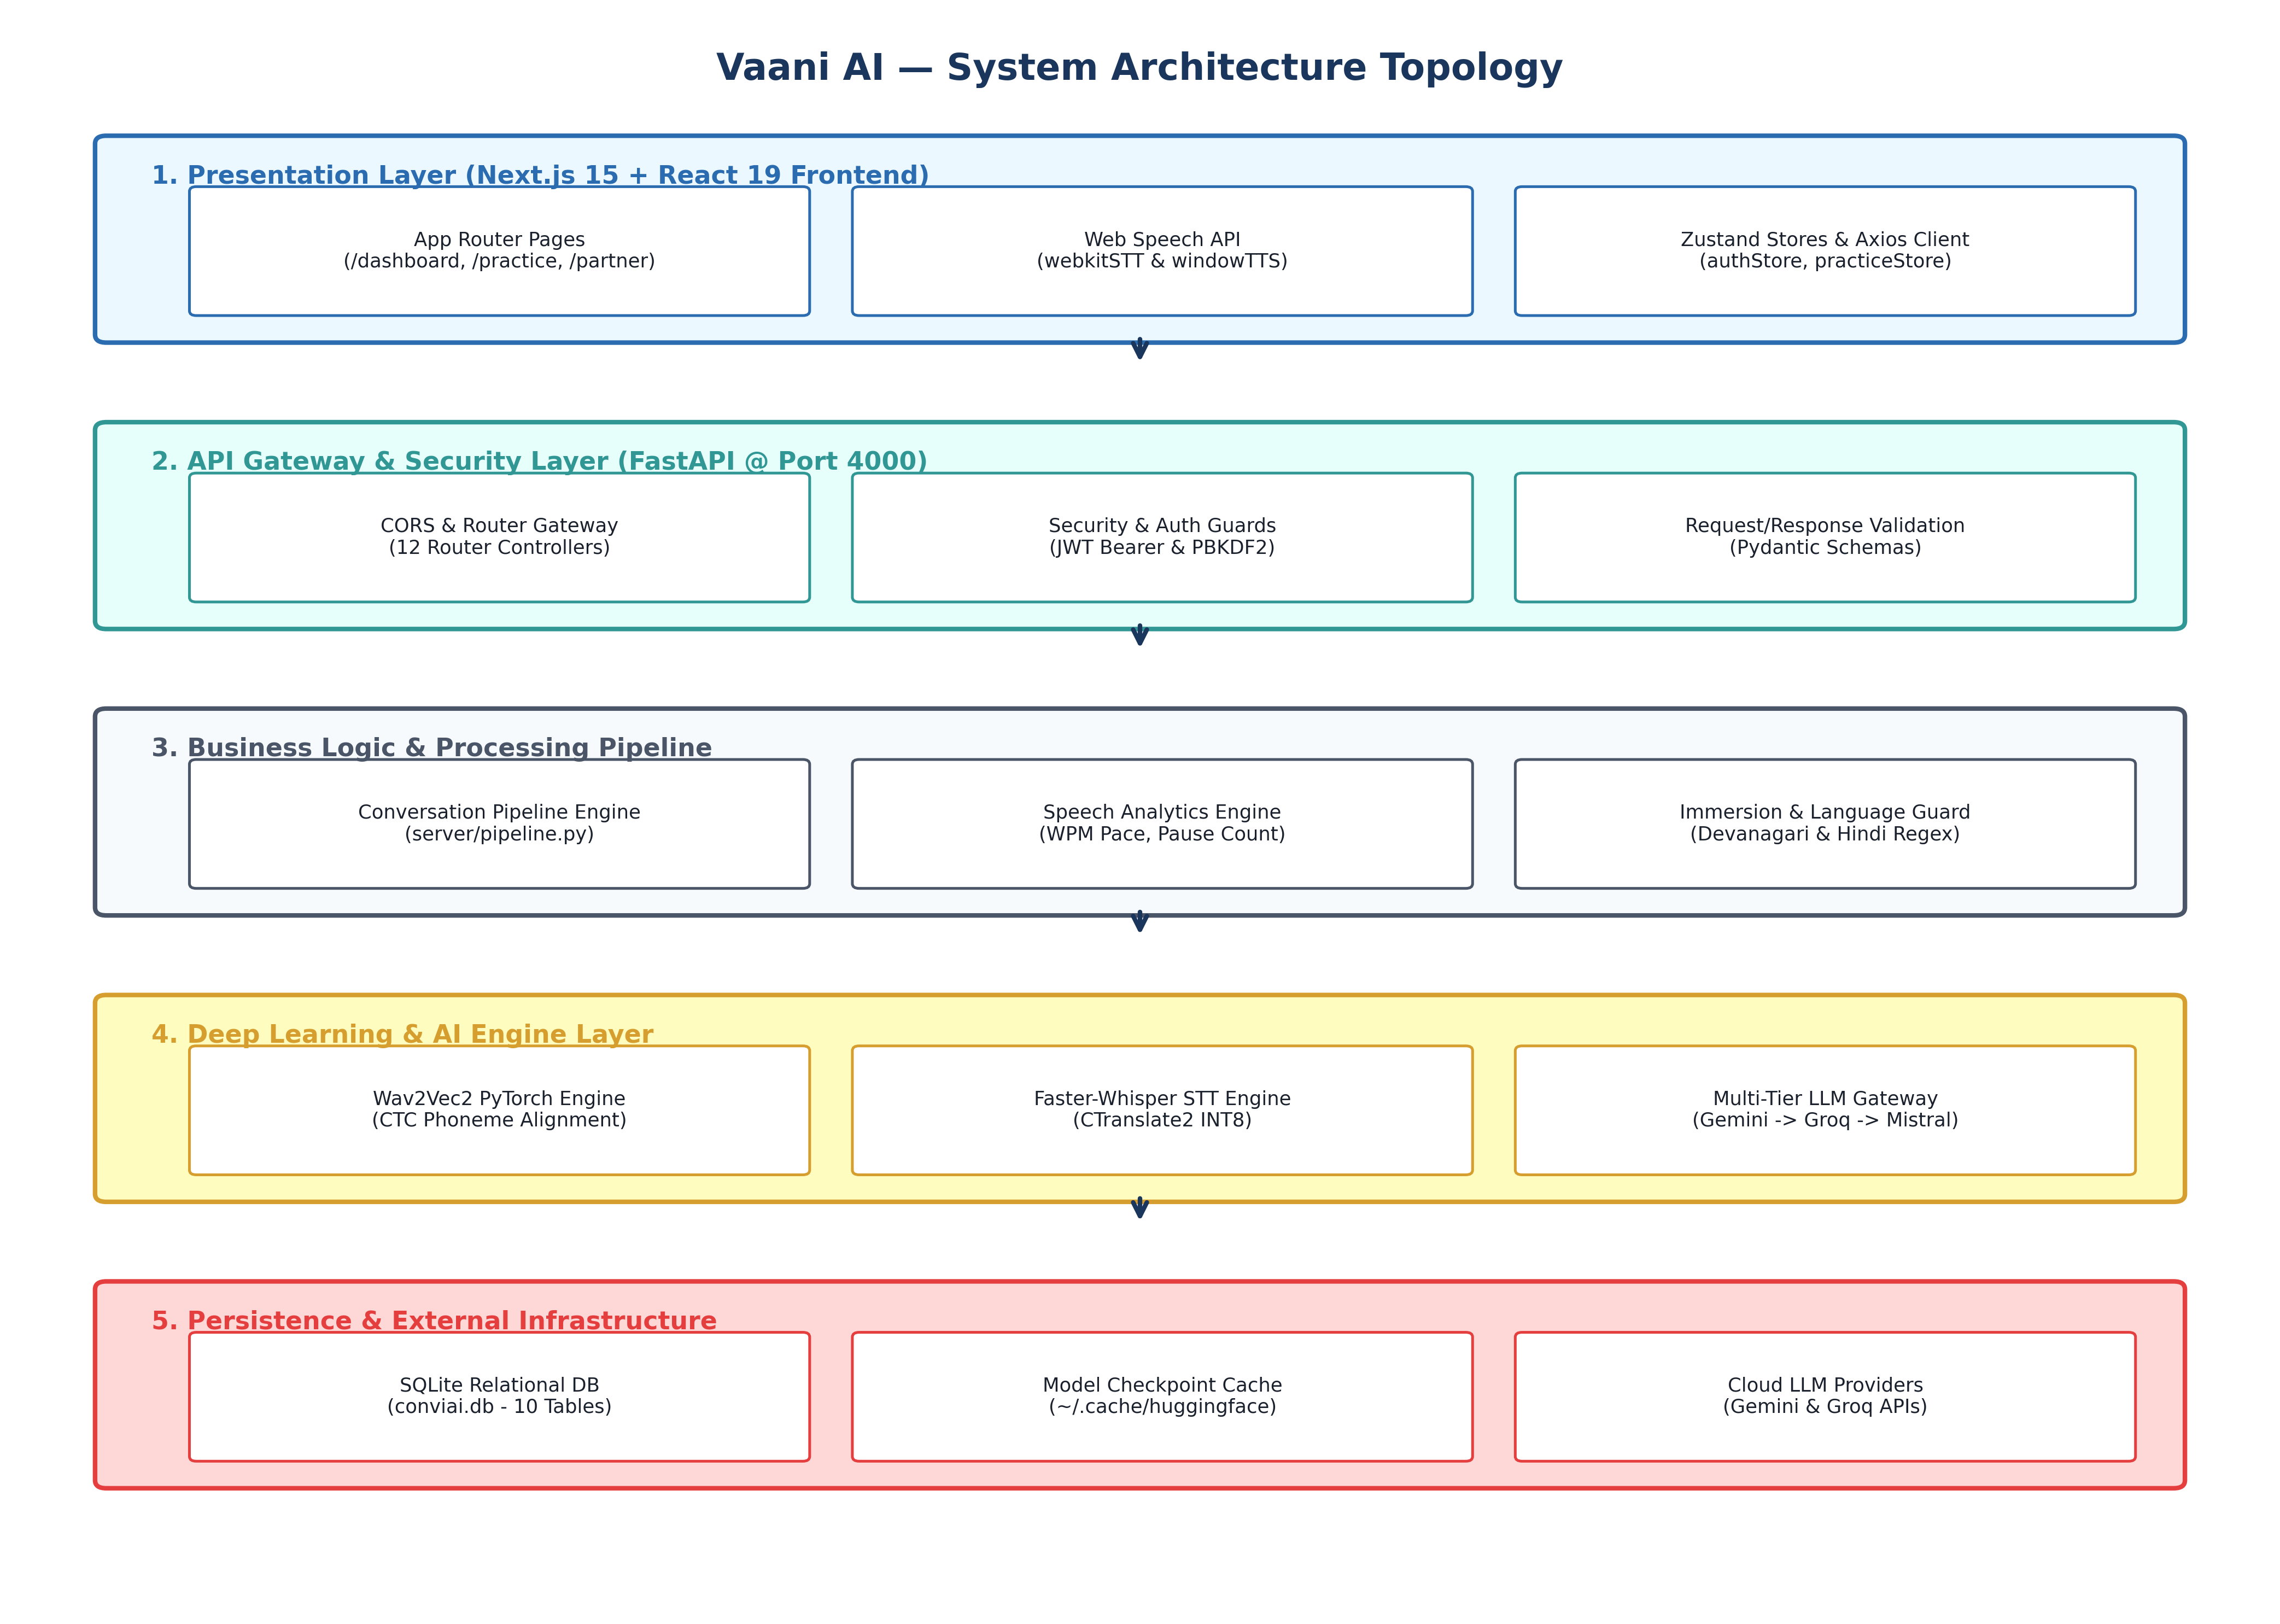 Vaani AI — System Architecture Topology
1. Presentation Layer (Next.js 15 + React 19 Frontend)
App Router Pages
(/dashboard, /practice, /partner)
Web Speech API
(webkitSTT & windowTTS)
Zustand Stores & Axios Client
(authStore, practiceStore)
2. API Gateway & Security Layer (FastAPI @ Port 4000)
CORS & Router Gateway
(12 Router Controllers)
Security & Auth Guards
(JWT Bearer & PBKDF2)
Request/Response Validation
(Pydantic Schemas)
3. Business Logic & Processing Pipeline
Conversation Pipeline Engine
(server/pipeline.py)
Speech Analytics Engine
(WPM Pace, Pause Count)
Immersion & Language Guard
(Devanagari & Hindi Regex)
4. Deep Learning & AI Engine Layer
Wav2Vec2 PyTorch Engine
(CTC Phoneme Alignment)
Faster-Whisper STT Engine
(CTranslate2 INT8)
Multi-Tier LLM Gateway
(Gemini -> Groq -> Mistral)
5. Persistence & External Infrastructure
SQLite Relational DB
(conviai.db - 10 Tables)
Model Checkpoint Cache
(~/.cache/huggingface)
Cloud LLM Providers
(Gemini & Groq APIs)